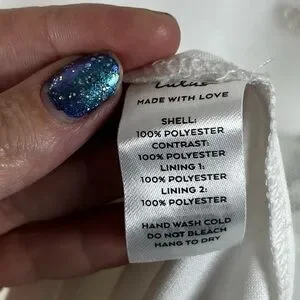 Lulus
MADE WITH LOVE
SHELL:
100% POLYESTER
CONTRAST:
100% POLYESTER
LINING 1:
100% POLYESTER
LINING 2:
100% POLYESTER
HAND WASH COLD
DO NOT BLEACH
HANG TO DRY